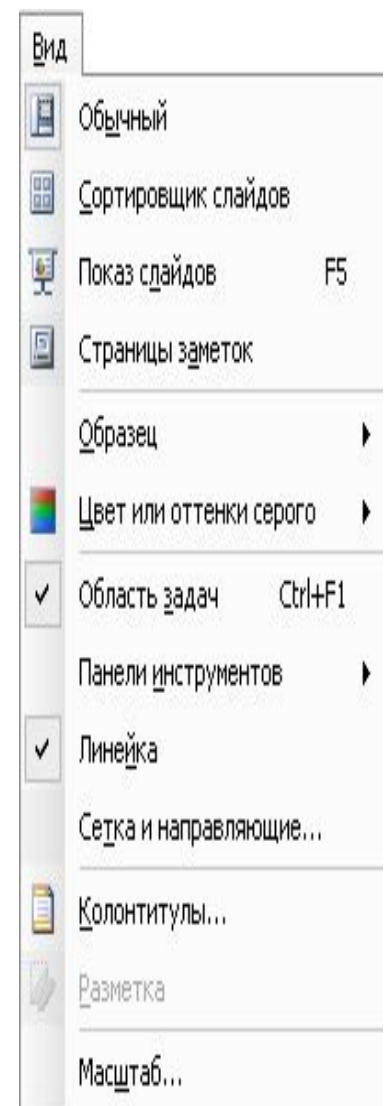 Вид
Обычный
Сортировщик слайдов
Показ слайдов F5
Страницы заметок
Образец
Цвет или оттенки серого
Область задач Ctrl+F1
Панели инструментов
Линейка
Сетка и направляющие...
Колонтитулы...
Разметка
Масштаб...